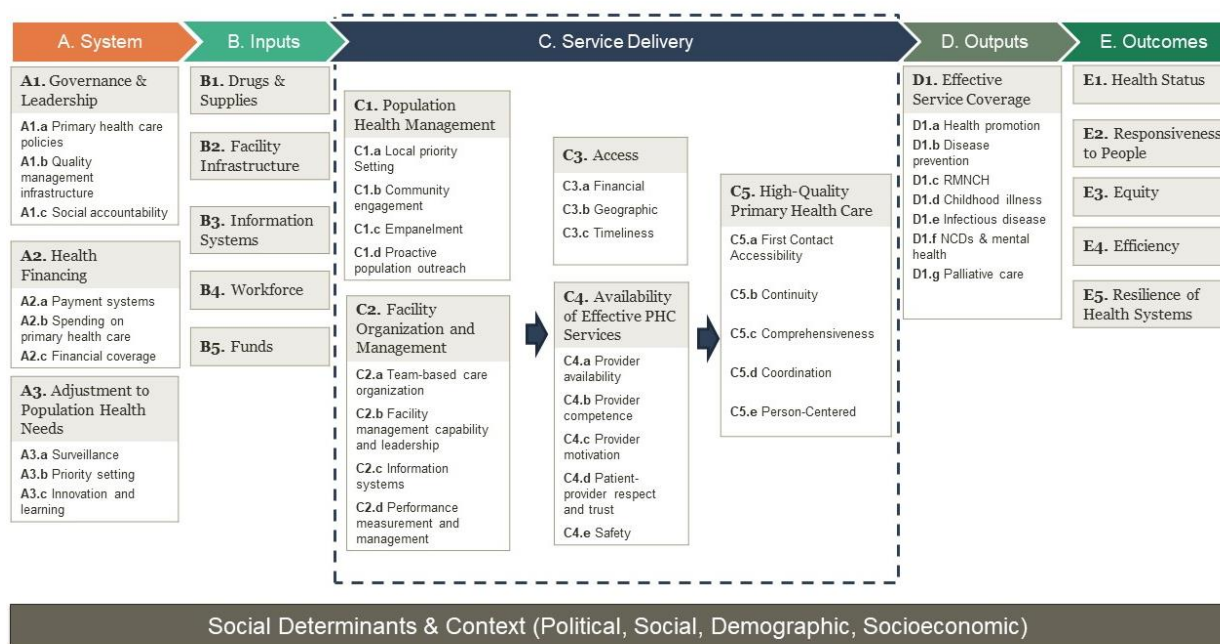 A. System
B. Inputs
C. Service Delivery
D. Outputs
E. Outcomes
A1. Governance &
Leadership
A1.a Primary health care
policies
A1.b Quality
management
infrastructure
A1.c Social accountability
A2. Health
Financing
A2.a Payment systems
A2.b Spending on
primary health care
A2.c Financial coverage
A3. Adjustment to
Population Health
Needs
A3.a Surveillance
A3.b Priority setting
A3.c Innovation and
learning
B1. Drugs &
Supplies
B2. Facility
Infrastructure
B3. Information
Systems
B4. Workforce
B5. Funds
C1. Population
Health Management
C1.a Local priority
Setting
C1.b Community
engagement
C1.c Empanelment
C1.d Proactive
population outreach
C2. Facility
Organization and
Management
C2.a Team-based care
organization
C2.b Facility
management capability
and leadership
C2.c Information
systems
C2.d Performance
measurement and
management
C3. Access
C3.a Financial
C3.b Geographic
C3.c Timeliness
C4. Availability
of Effective PHC
Services
C4.a Provider
availability
C4.b Provider
competence
C4.c Provider
motivation
C4.d Patient-
provider respect
and trust
C4.e Safety
C5. High-Quality
Primary Health Care
C5.a First Contact
Accessibility
C5.b Continuity
C5.c Comprehensiveness
C5.d Coordination
C5.e Person-Centered
D1. Effective
Service Coverage
D1.a Health promotion
D1.b Disease
prevention
D1.c RMNCH
D1.d Childhood illness
D1.e Infectious disease
D1.f NCDs & mental
health
D1.g Palliative care
E1. Health Status
E2. Responsiveness
to People
E3. Equity
E4. Efficiency
E5. Resilience of
Health Systems
Social Determinants & Context (Political, Social, Demographic, Socioeconomic)